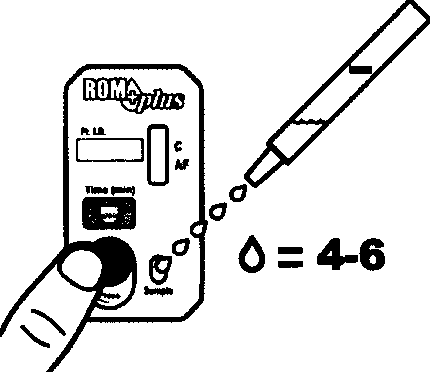 ROM plus
Pt. I.D.
C
AF
Time (min)
Sample
= 4-6